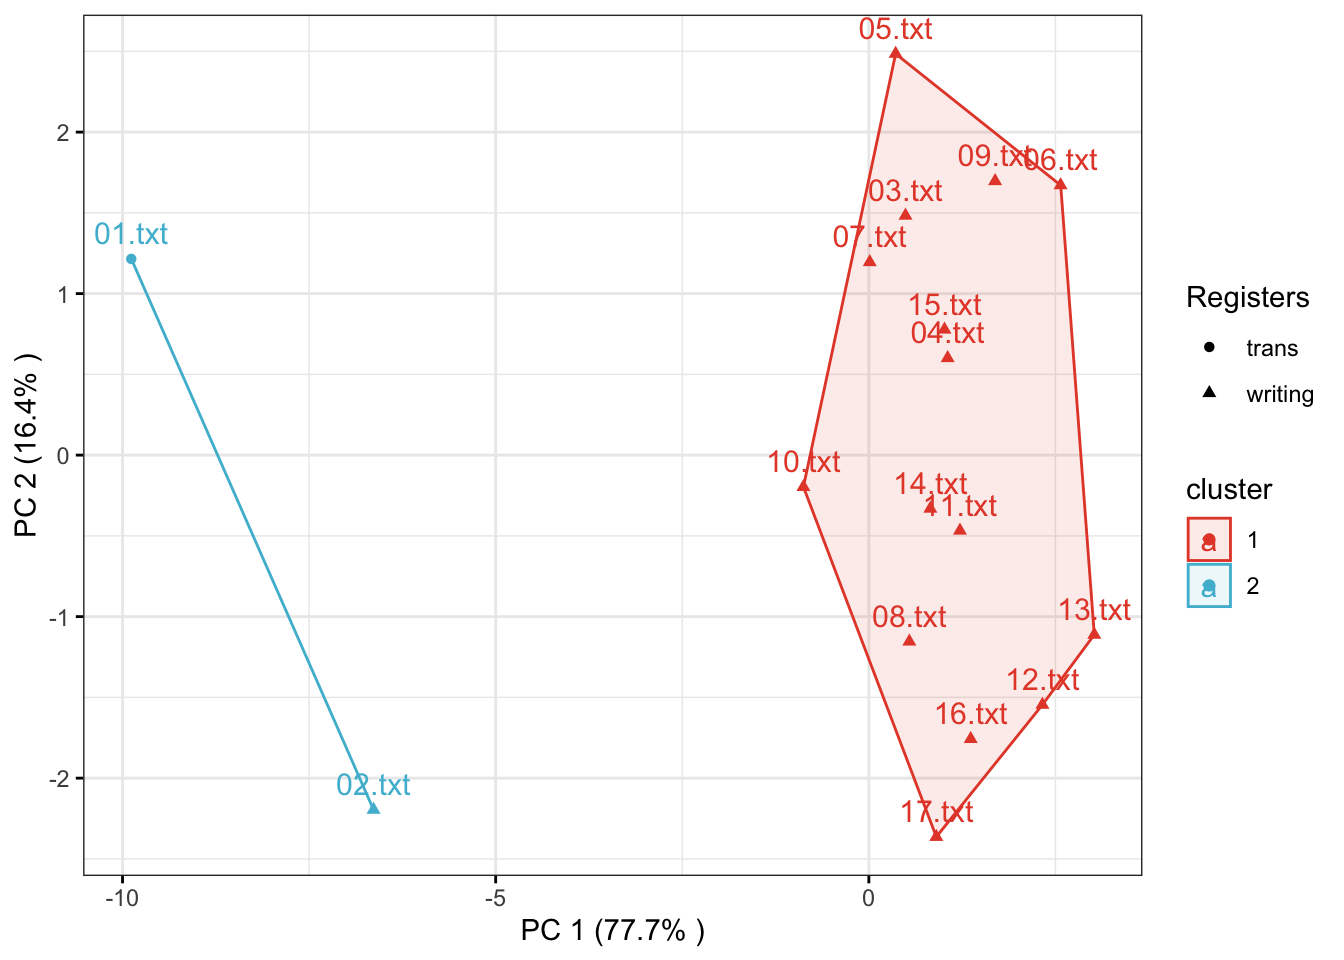 05.txt
09.txt
06.txt
03.txt
01.txt
07.txt
15.txt
04.txt
10.txt
14.txt
11.txt
13.txt
08.txt
12.txt
16.txt
02.txt
17.txt
2
1
0
-1
-2
PC 2 (16.4% )
-10
-5
0
PC 1 (77.7% )
Registers
trans
writing
cluster
a 1
a 2